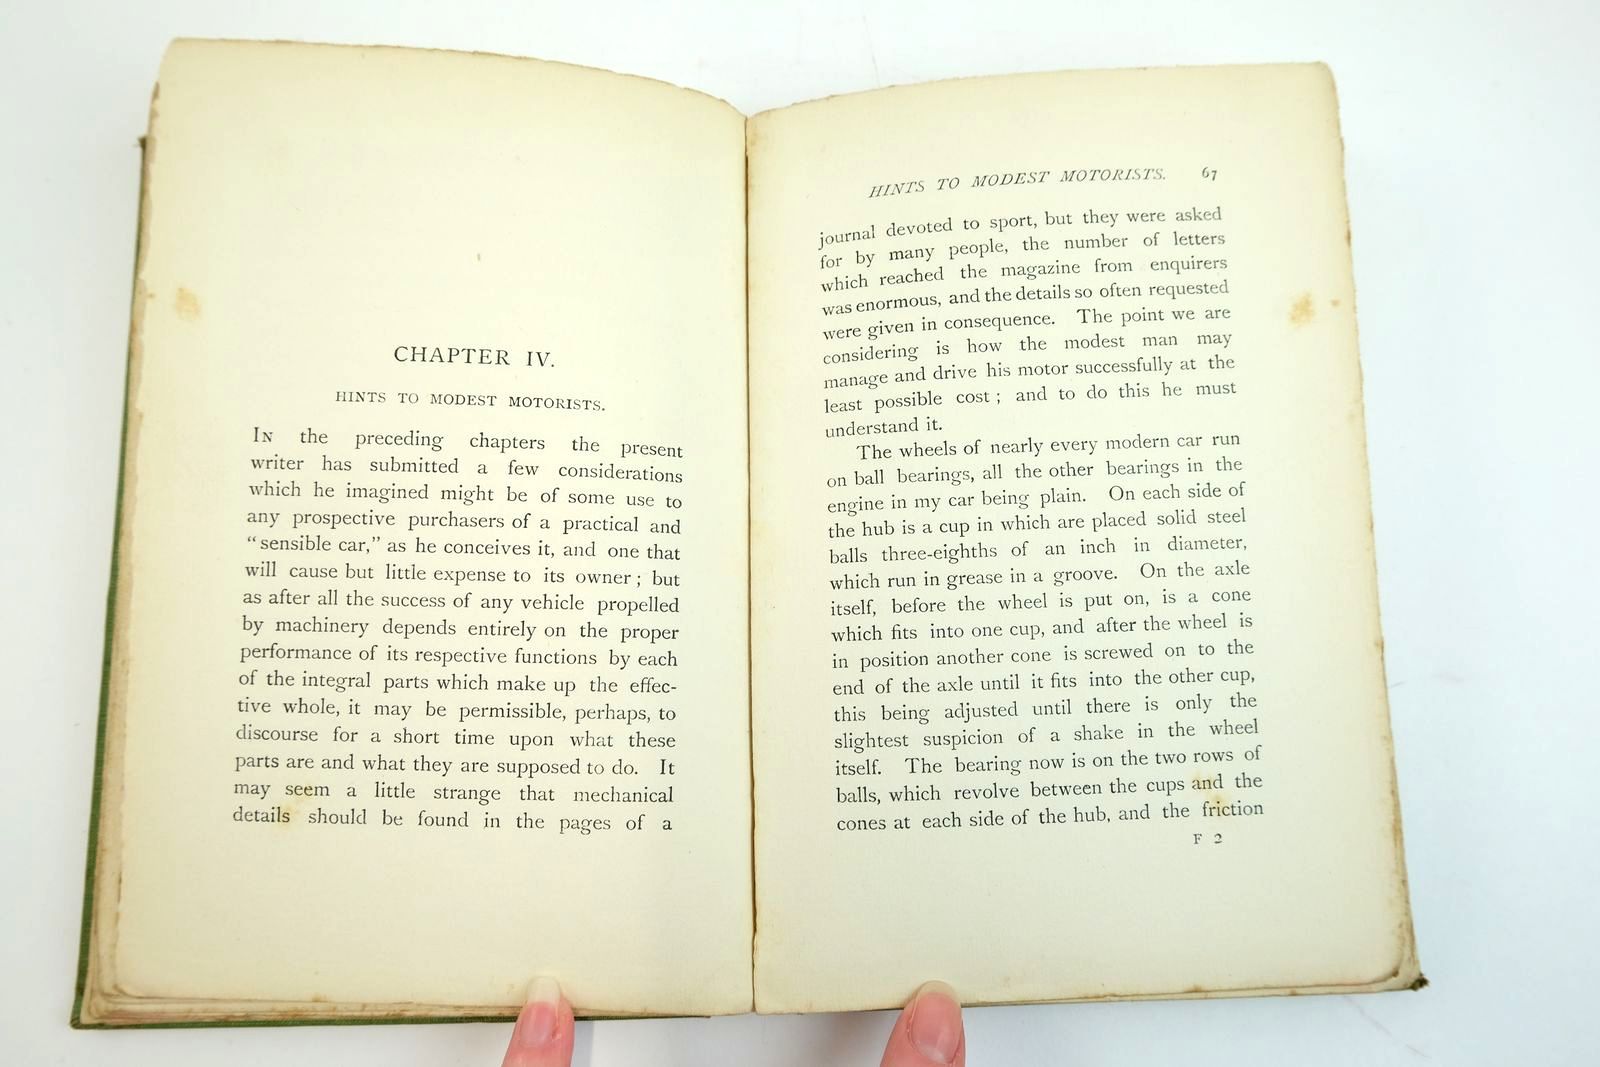 CHAPTER IV.
HINTS TO MODEST MOTORISTS.
IN the preceding chapters the present
writer has submitted a few considerations
which he imagined might be of some use to
any prospective purchasers of a practical and
“sensible car,” as he conceives it, and one that
will cause but little expense to its owner; but
as after all the success of any vehicle propelled
by machinery depends entirely on the proper
performance of its respective functions by each
of the integral parts which make up the effec-
tive whole, it may be permissible, perhaps, to
discourse for a short time upon what these
parts are and what they are supposed to do. It
may seem a little strange that mechanical
details should be found in the pages of a
HINTS TO MODEST MOTORISTS. 67
journal devoted to sport, but they were asked
for by many people, the number of letters
which reached the magazine from enquirers
was enormous, and the details so often requested
were given in consequence. The point we are
considering is how the modest man may
manage and drive his motor successfully at the
least possible cost; and to do this he must
understand it.
The wheels of nearly every modern car run
on ball bearings, all the other bearings in the
engine in my car being plain. On each side of
the hub is a cup in which are placed solid steel
balls three-eighths of an inch in diameter,
which run in grease in a groove. On the axle
itself, before the wheel is put on, is a cone
which fits into one cup, and after the wheel is
in position another cone is screwed on to the
end of the axle until it fits into the other cup,
this being adjusted until there is only the
slightest suspicion of a shake in the wheel
itself. The bearing now is on the two rows of
balls, which revolve between the cups and the
cones at each side of the hub, and the friction
F 2